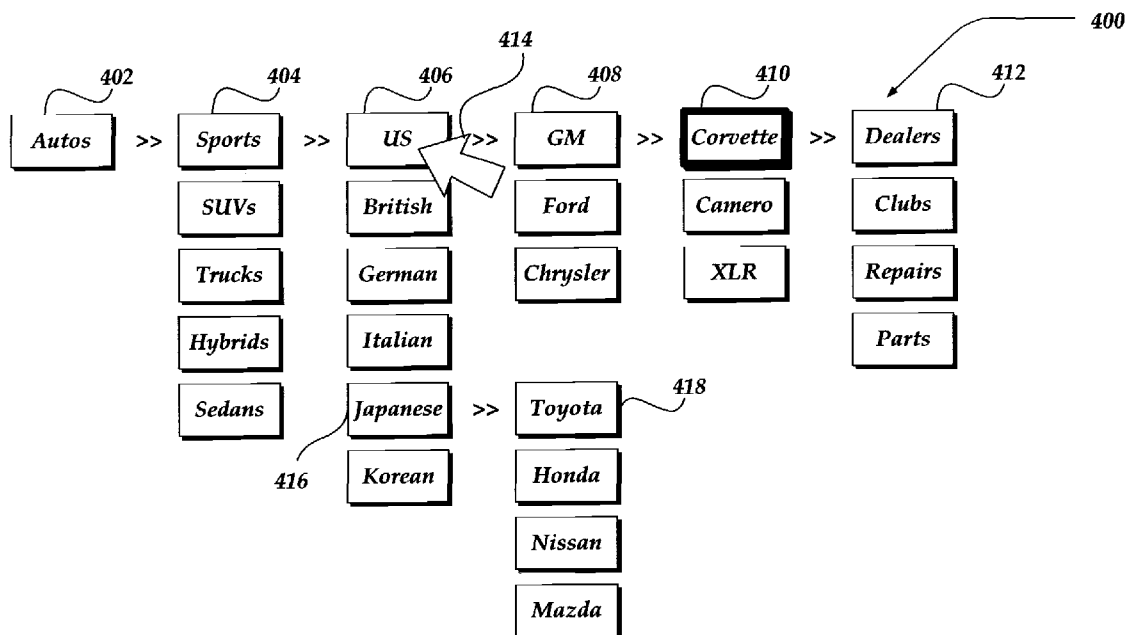 400
414
402 404 406 408 410 412
Autos >> Sports >> US >> GM >> Corvette >> Dealers
SUVs British Ford Camero Clubs
Trucks German Chrysler XLR Repairs
Hybrids Italian Parts
Sedans Japanese >> Toyota 418
416 Korean Honda
Nissan
Mazda